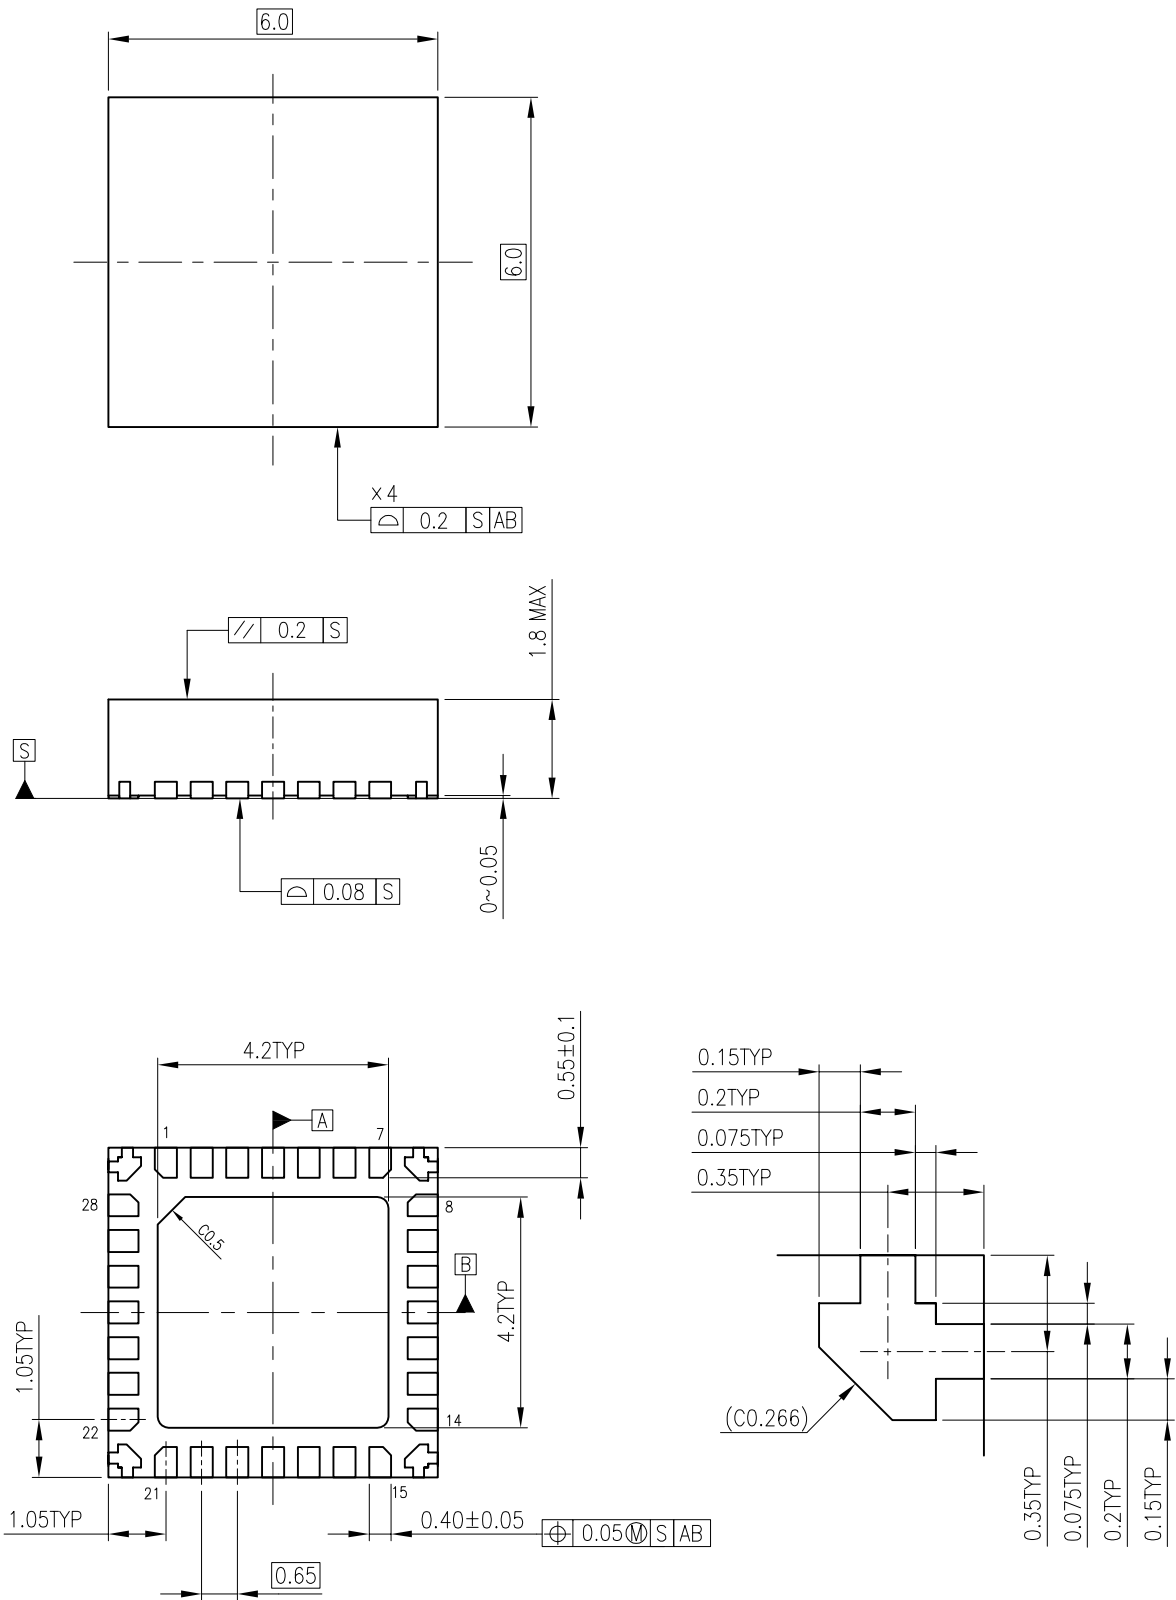 6.0
6.0
×4
⌓ 0.2 S AB
// 0.2 S
1.8 MAX
S
0~0.05
⌓ 0.08 S
4.2TYP
0.55±0.1
A
1
7
28
8
C0.5
B
4.2TYP
1.05TYP
22
14
21
15
1.05TYP
0.40±0.05
⌖ 0.05Ⓜ S AB
0.65
0.15TYP
0.2TYP
0.075TYP
0.35TYP
(C0.266)
0.35TYP
0.075TYP
0.2TYP
0.15TYP